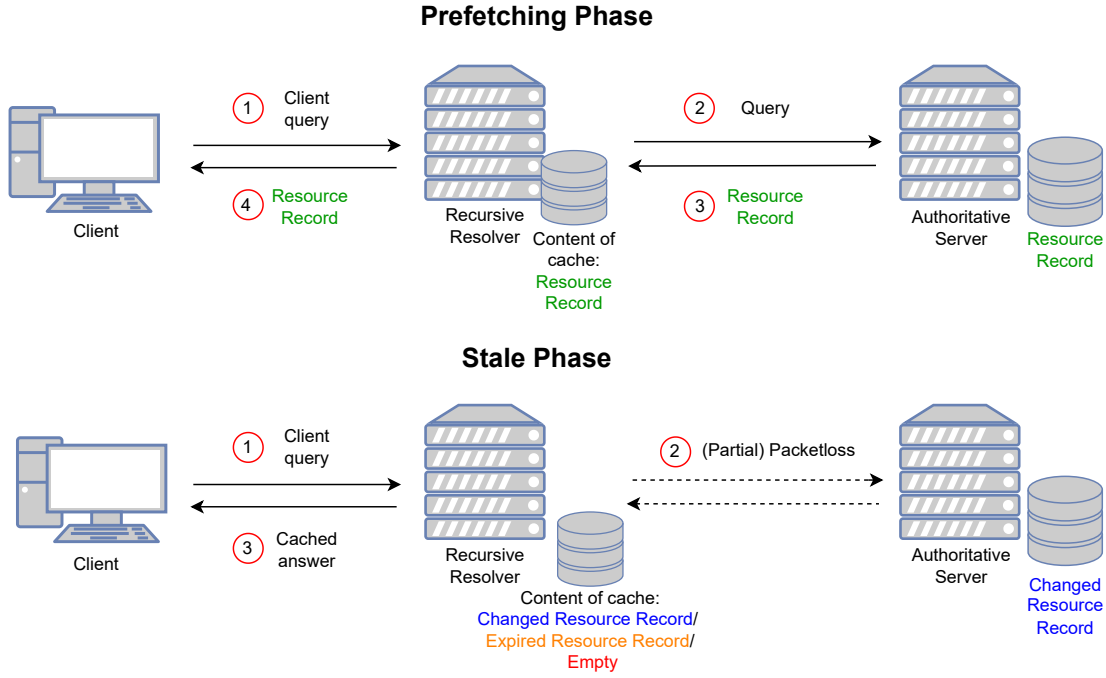 Prefetching Phase
1
Client
query
2
Query
4
Resource
Record
3
Resource
Record
Client
Recursive
Resolver
Content of
cache:
Resource
Record
Authoritative
Server
Resource
Record
Stale Phase
1
Client
query
2
(Partial) Packetloss
3
Cached
answer
Client
Recursive
Resolver
Content of cache:
Changed Resource Record/
Expired Resource Record/
Empty
Authoritative
Server
Changed
Resource
Record